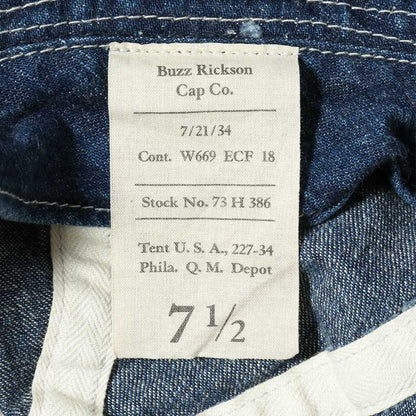 Buzz Rickson
Cap Co.
7/21/34
Cont. W669 ECF 18
Stock No. 73 H 386
Tent U. S. A., 227-34
Phila. Q. M. Depot
7 1/2